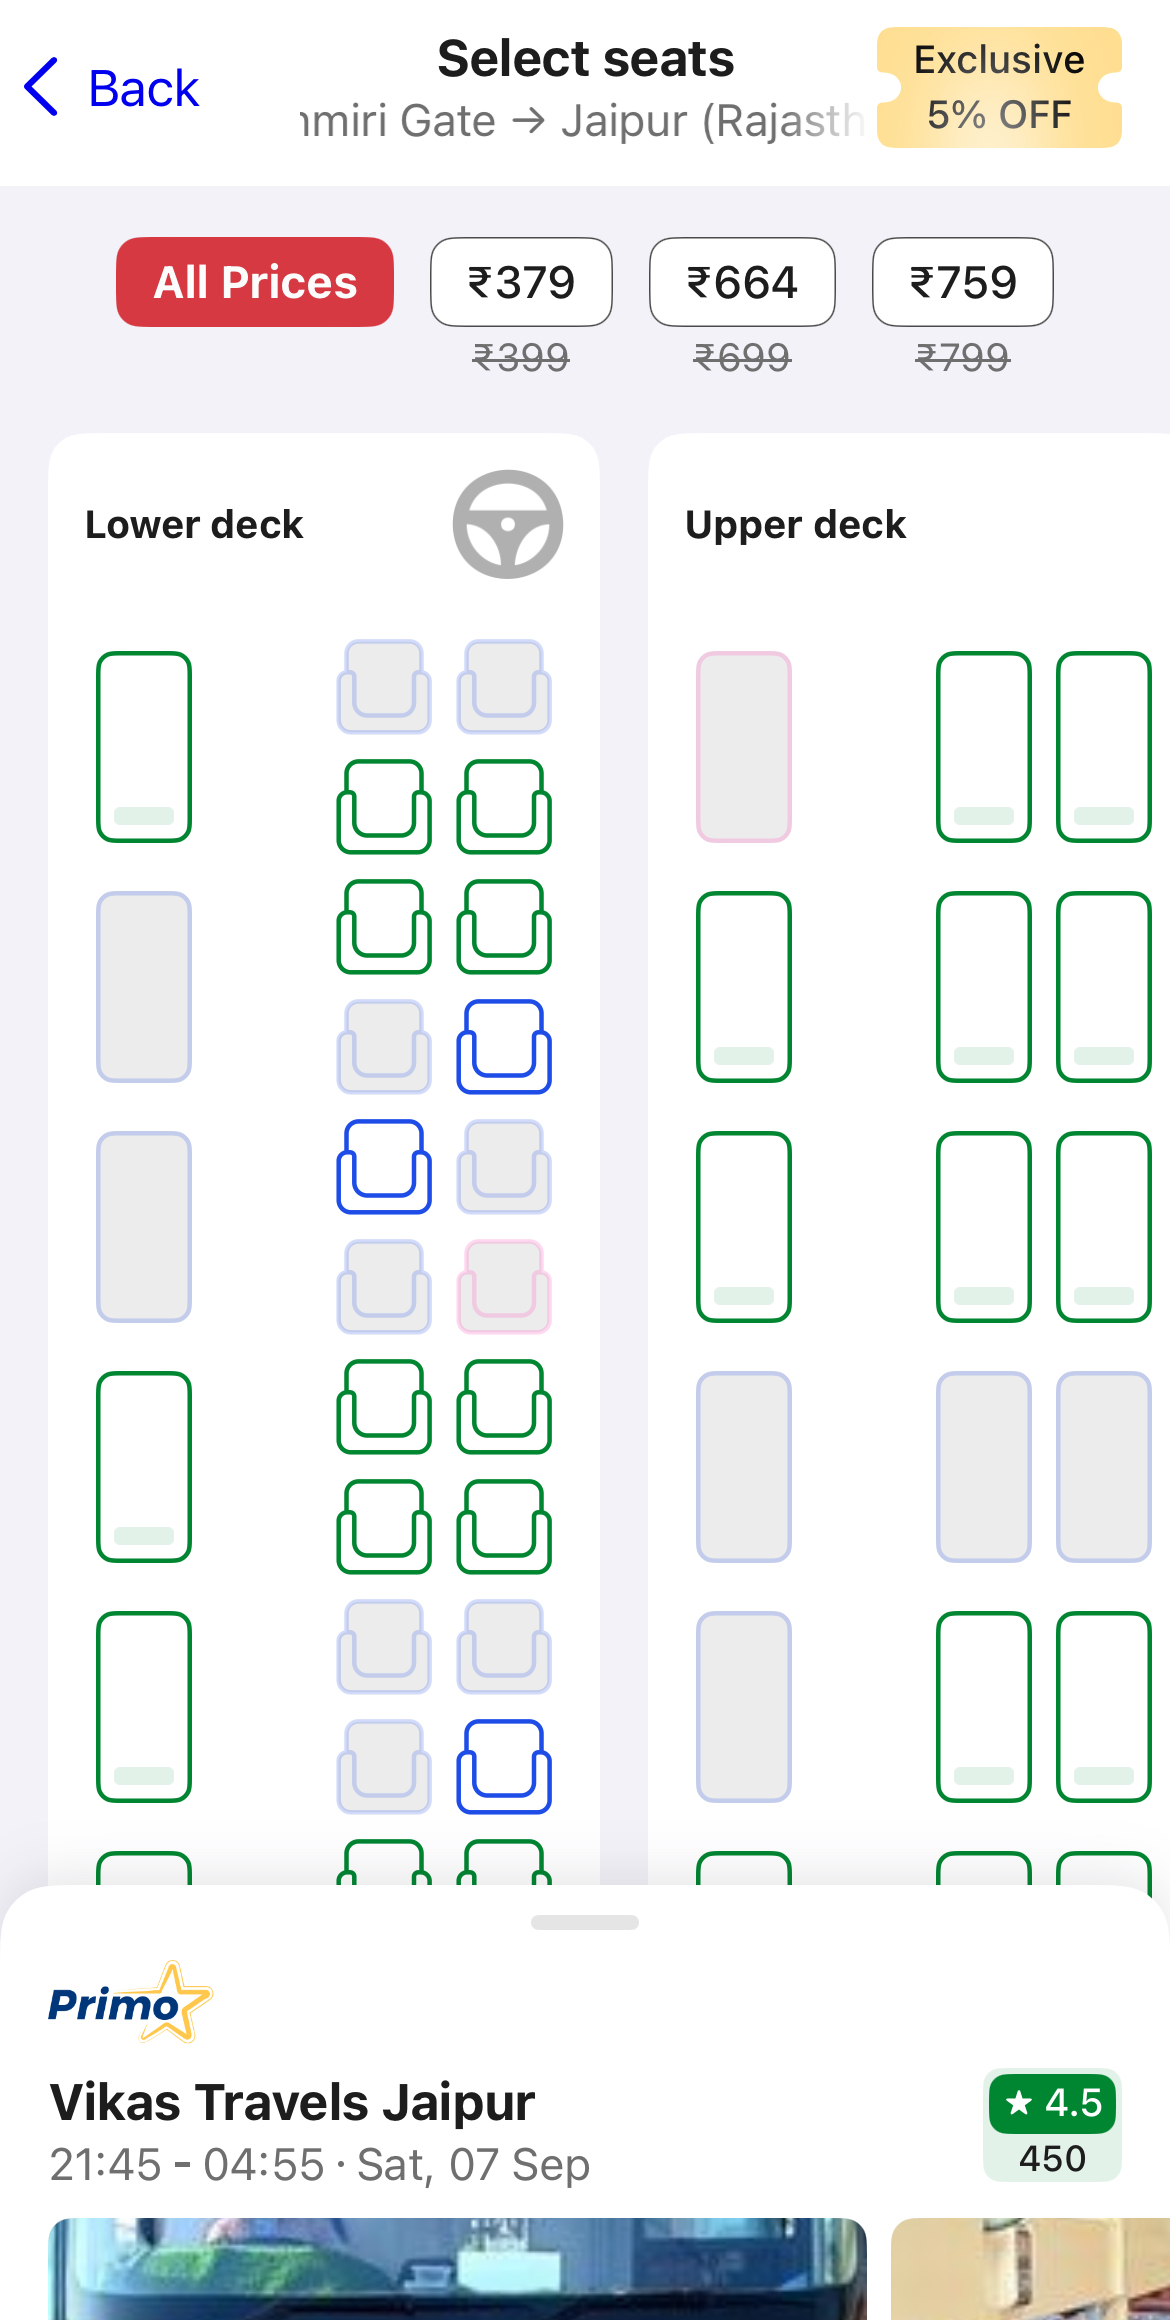 Back
Select seats
miri Gate → Jaipur (Rajasth
Exclusive
5% OFF
All Prices
₹379
₹664
₹759
₹399
₹699
₹799
Lower deck
Upper deck
Primo
Vikas Travels Jaipur
21:45 - 04:55 · Sat, 07 Sep
★ 4.5
450